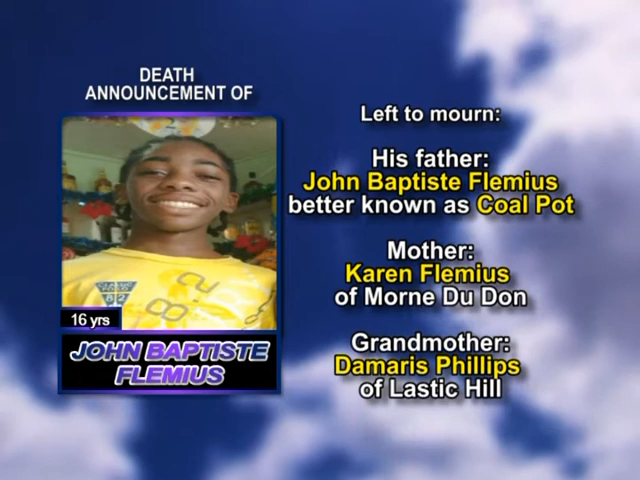 DEATH
ANNOUNCEMENT OF
16 yrs
JOHN BAPTISTE
FLEMIUS
Left to mourn:
His father:
John Baptiste Flemius
better known as Coal Pot
Mother:
Karen Flemius
of Morne Du Don
Grandmother:
Damaris Phillips
of Lastic Hill